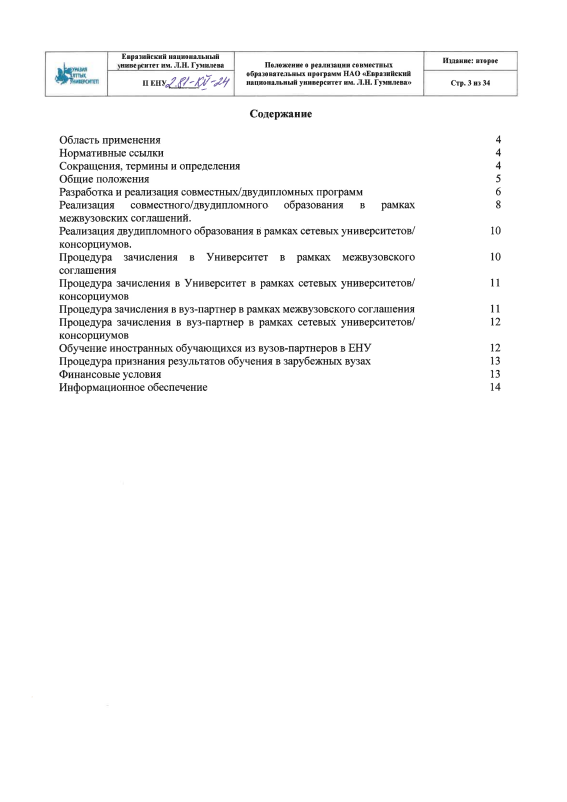 ЕУРАЗИЯ
ҰЛТТЫҚ
УНИВЕРСИТЕТІ
Евразийский национальный
университет им. Л.Н. Гумилева
П ЕНУ 281-XV-24
Положение о реализации совместных
образовательных программ НАО «Евразийский
национальный университет им. Л.Н. Гумилева»
Издание: второе
Стр. 3 из 34
Содержание
Область применения 4
Нормативные ссылки 4
Сокращения, термины и определения 4
Общие положения 5
Разработка и реализация совместных/двудипломных программ 6
Реализация совместного/двудипломного образования в рамках 8
межвузовских соглашений.
Реализация двудипломного образования в рамках сетевых университетов/ 10
консорциумов.
Процедура зачисления в Университет в рамках межвузовского 10
соглашения
Процедура зачисления в Университет в рамках сетевых университетов/ 11
консорциумов
Процедура зачисления в вуз-партнер в рамках межвузовского соглашения 11
Процедура зачисления в вуз-партнер в рамках сетевых университетов/ 12
консорциумов
Обучение иностранных обучающихся из вузов-партнеров в ЕНУ 12
Процедура признания результатов обучения в зарубежных вузах 13
Финансовые условия 13
Информационное обеспечение 14